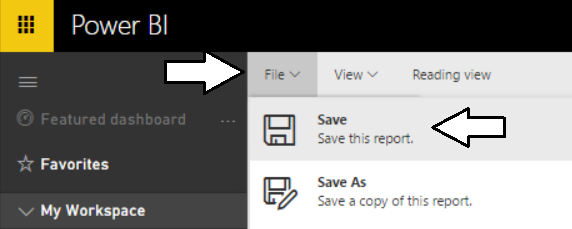 Power BI
File View Reading view
Featured dashboard ...
Favorites
My Workspace
Save
Save this report.
Save As
Save a copy of this report.